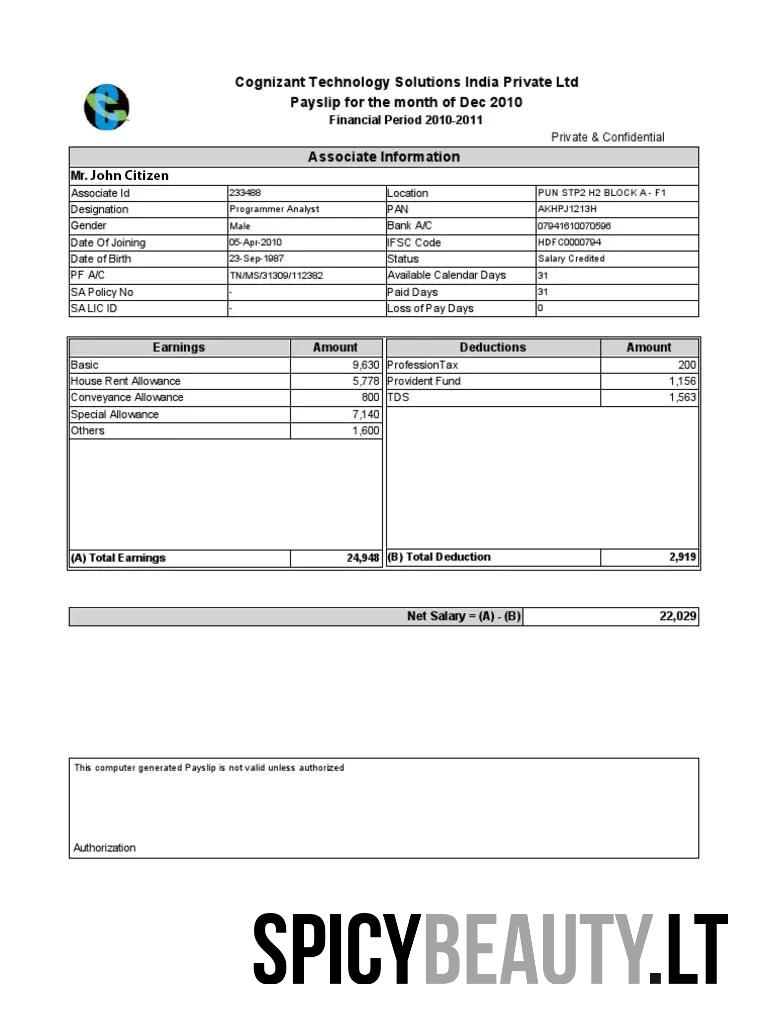 Cognizant Technology Solutions India Private Ltd
Payslip for the month of Dec 2010
Financial Period 2010-2011
Private & Confidential
Associate Information
Mr. John Citizen
Associate Id 233488 Location PUN STP2 H2 BLOCK A - F1
Designation Programmer Analyst PAN AKHPJ1213H
Gender Male Bank A/C 07941610070596
Date Of Joining 05-Apr-2010 IFSC Code HDFC0000794
Date of Birth 23-Sep-1987 Status Salary Credited
PF A/C TN/MS/31309/112382 Available Calendar Days 31
SA Policy No - Paid Days 31
SA LIC ID - Loss of Pay Days 0
Earnings Amount Deductions Amount
Basic 9,630 ProfessionTax 200
House Rent Allowance 5,778 Provident Fund 1,156
Conveyance Allowance 800 TDS 1,563
Special Allowance 7,140
Others 1,600
(A) Total Earnings 24,948 (B) Total Deduction 2,919
Net Salary = (A) - (B) 22,029
This computer generated Payslip is not valid unless authorized
Authorization
SPICYBEAUTY.LT